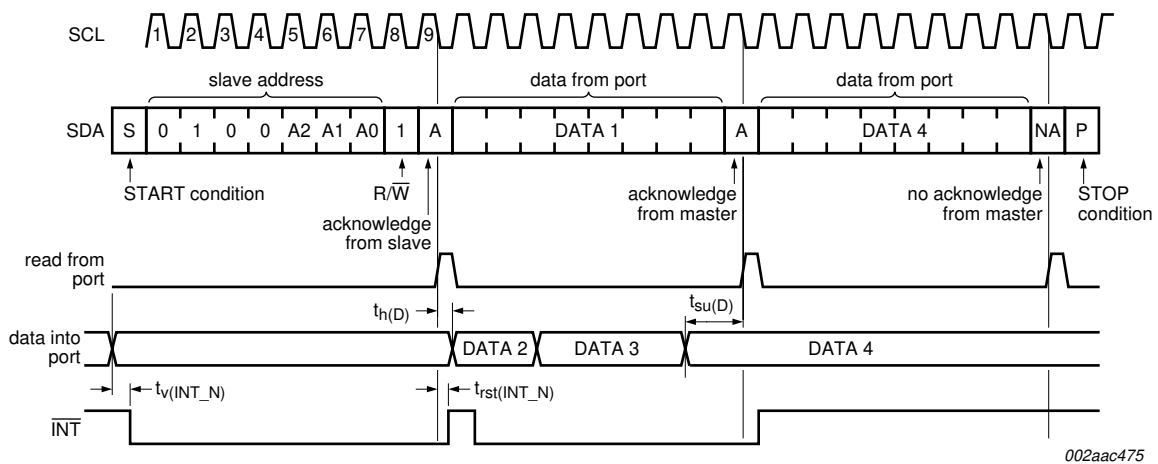 SCL 1 2 3 4 5 6 7 8 9
slave address data from port data from port
SDA S 0 1 0 0 A2 A1 A0 1 A DATA 1 A DATA 4 NA P
START condition R/W̅ acknowledge from slave acknowledge from master no acknowledge from master STOP condition
read from port
th(D) tsu(D)
data into port DATA 2 DATA 3 DATA 4
tv(INT_N) trst(INT_N)
I̅N̅T̅
002aac475